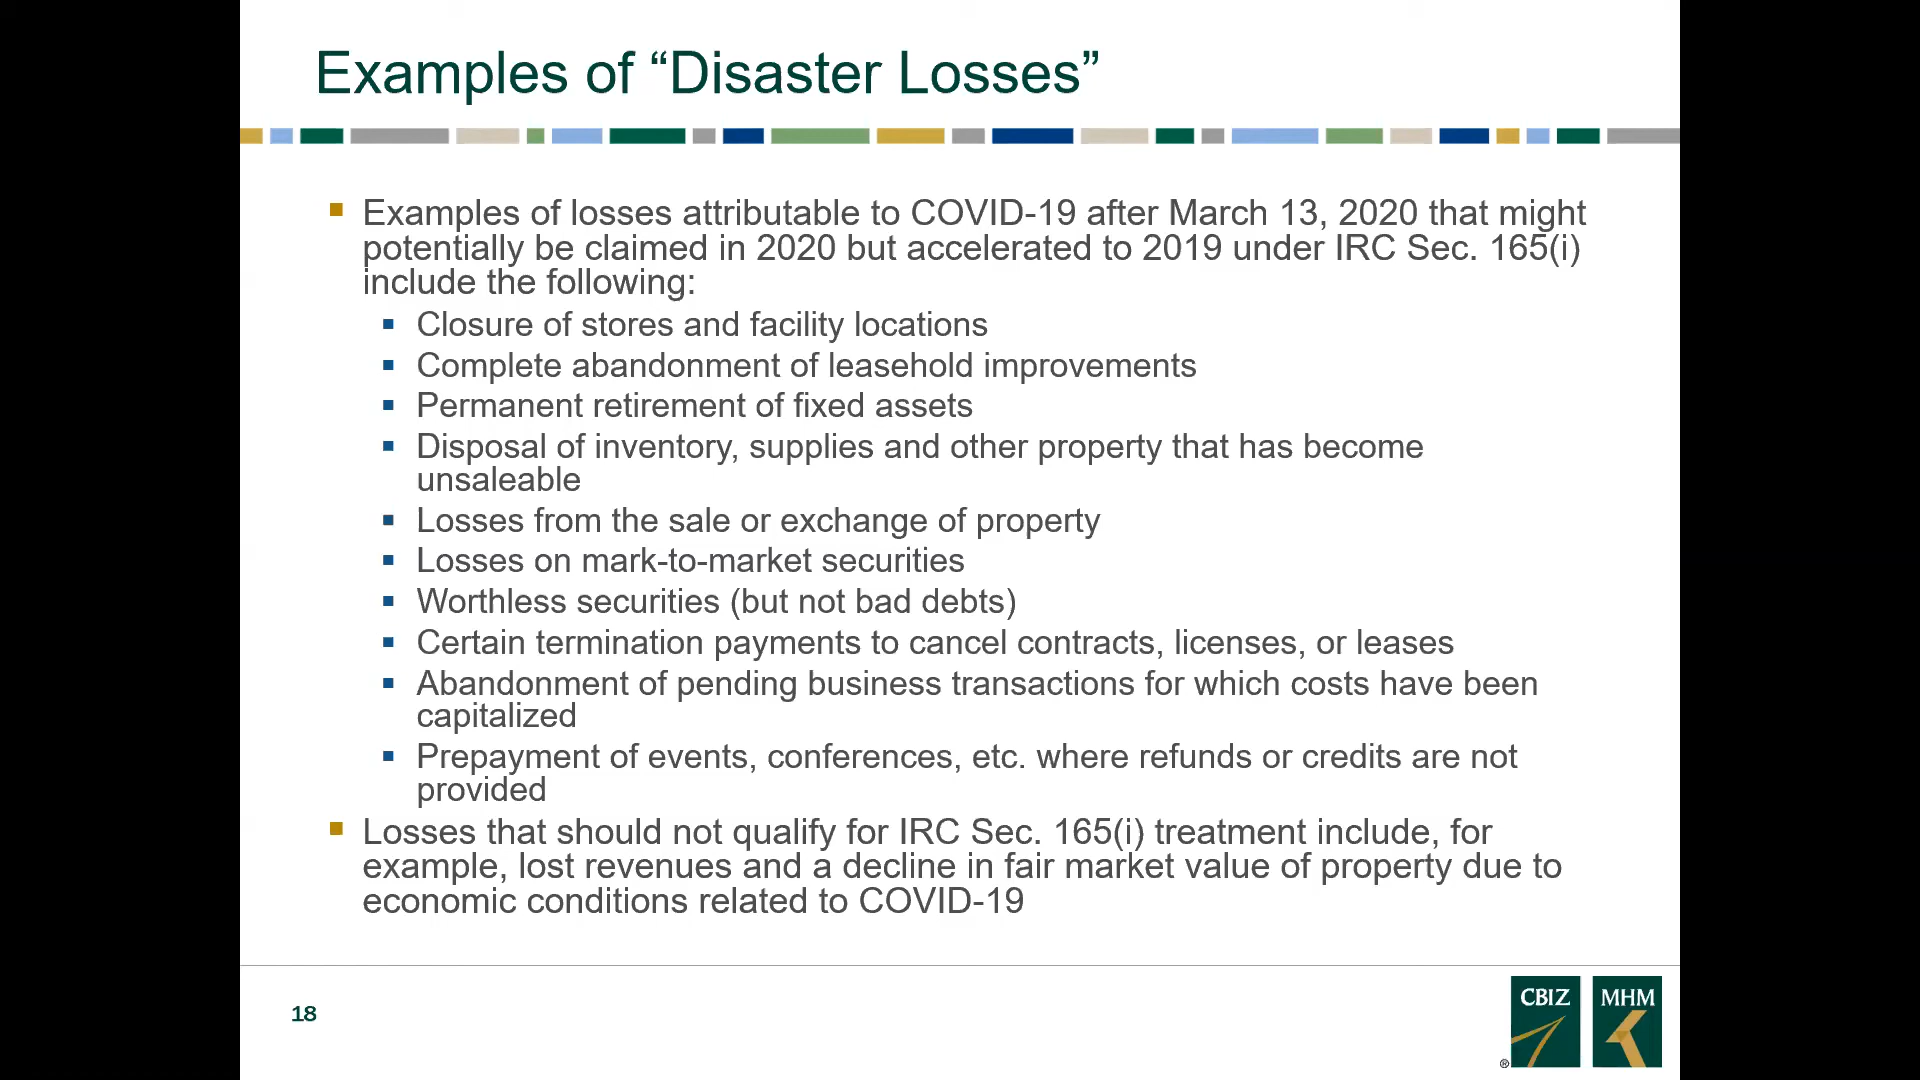 Examples of “Disaster Losses”
Examples of losses attributable to COVID-19 after March 13, 2020 that might
potentially be claimed in 2020 but accelerated to 2019 under IRC Sec. 165(i)
include the following:
Closure of stores and facility locations
Complete abandonment of leasehold improvements
Permanent retirement of fixed assets
Disposal of inventory, supplies and other property that has become
unsaleable
Losses from the sale or exchange of property
Losses on mark-to-market securities
Worthless securities (but not bad debts)
Certain termination payments to cancel contracts, licenses, or leases
Abandonment of pending business transactions for which costs have been
capitalized
Prepayment of events, conferences, etc. where refunds or credits are not
provided
Losses that should not qualify for IRC Sec. 165(i) treatment include, for
example, lost revenues and a decline in fair market value of property due to
economic conditions related to COVID-19
18
CBIZ MHM
®